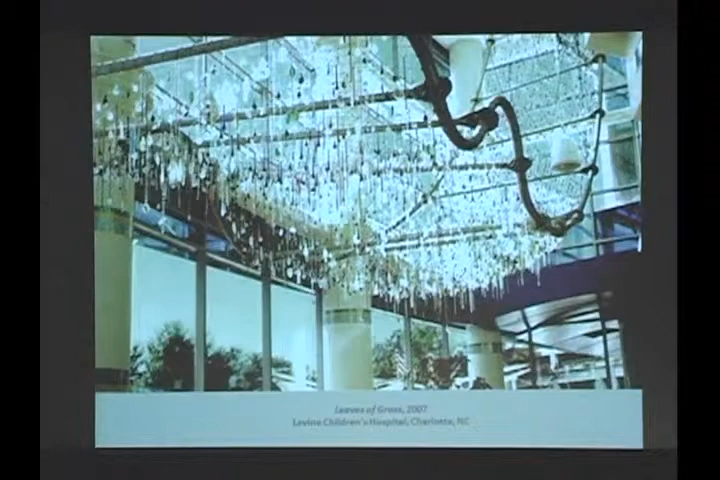 Leaves of Grass, 2007
Levine Children's Hospital, Charlotte, NC